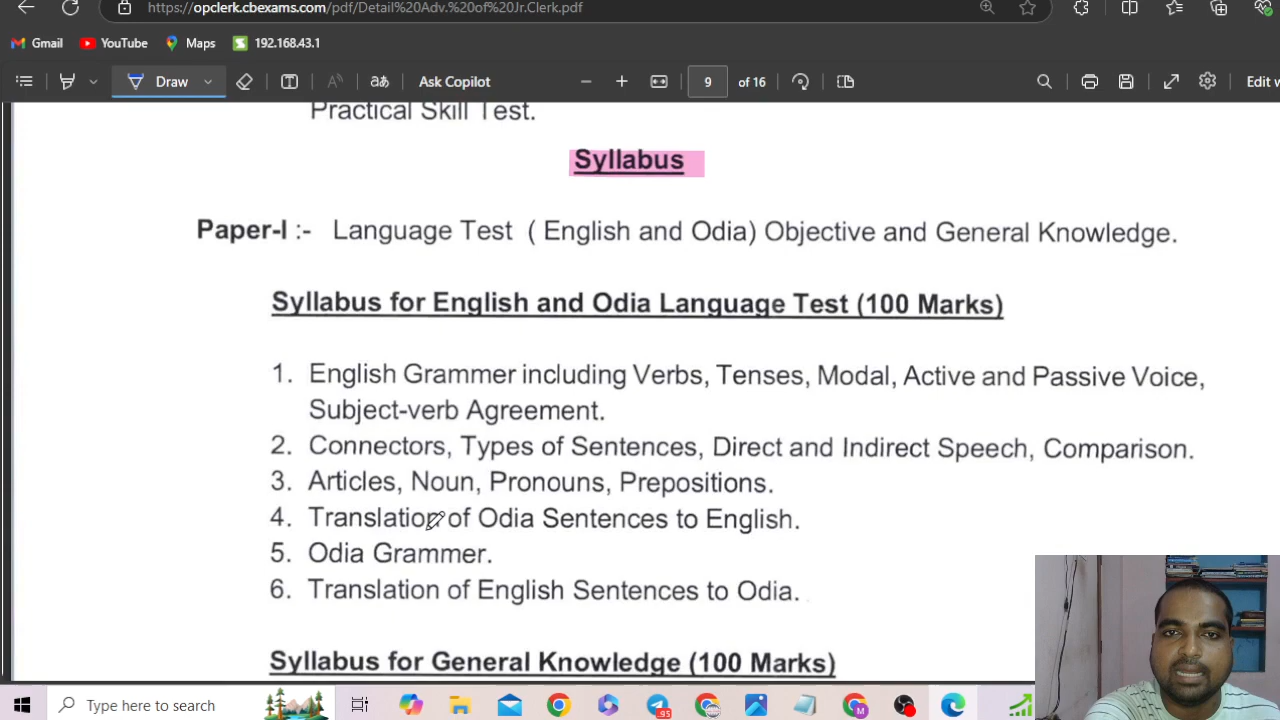 https://opclerk.cbexams.com/pdf/Detail%20Adv.%20of%20Jr.Clerk.pdf
Gmail YouTube Maps 192.168.43.1
Draw Ask Copilot 9 of 16 Edit w
Practical Skill Test.
Syllabus
Paper-I :- Language Test ( English and Odia) Objective and General Knowledge.
Syllabus for English and Odia Language Test (100 Marks)
1. English Grammer including Verbs, Tenses, Modal, Active and Passive Voice,
Subject-verb Agreement.
2. Connectors, Types of Sentences, Direct and Indirect Speech, Comparison.
3. Articles, Noun, Pronouns, Prepositions.
4. Translation of Odia Sentences to English.
5. Odia Grammer.
6. Translation of English Sentences to Odia.
Syllabus for General Knowledge (100 Marks)
Type here to search 95 M